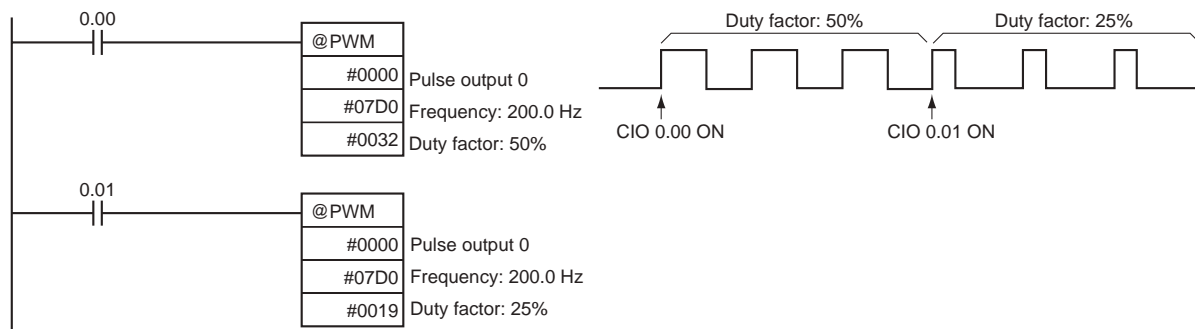 0.00
@PWM
#0000 Pulse output 0
#07D0 Frequency: 200.0 Hz
#0032 Duty factor: 50%
0.01
@PWM
#0000 Pulse output 0
#07D0 Frequency: 200.0 Hz
#0019 Duty factor: 25%
Duty factor: 50% Duty factor: 25%
CIO 0.00 ON CIO 0.01 ON